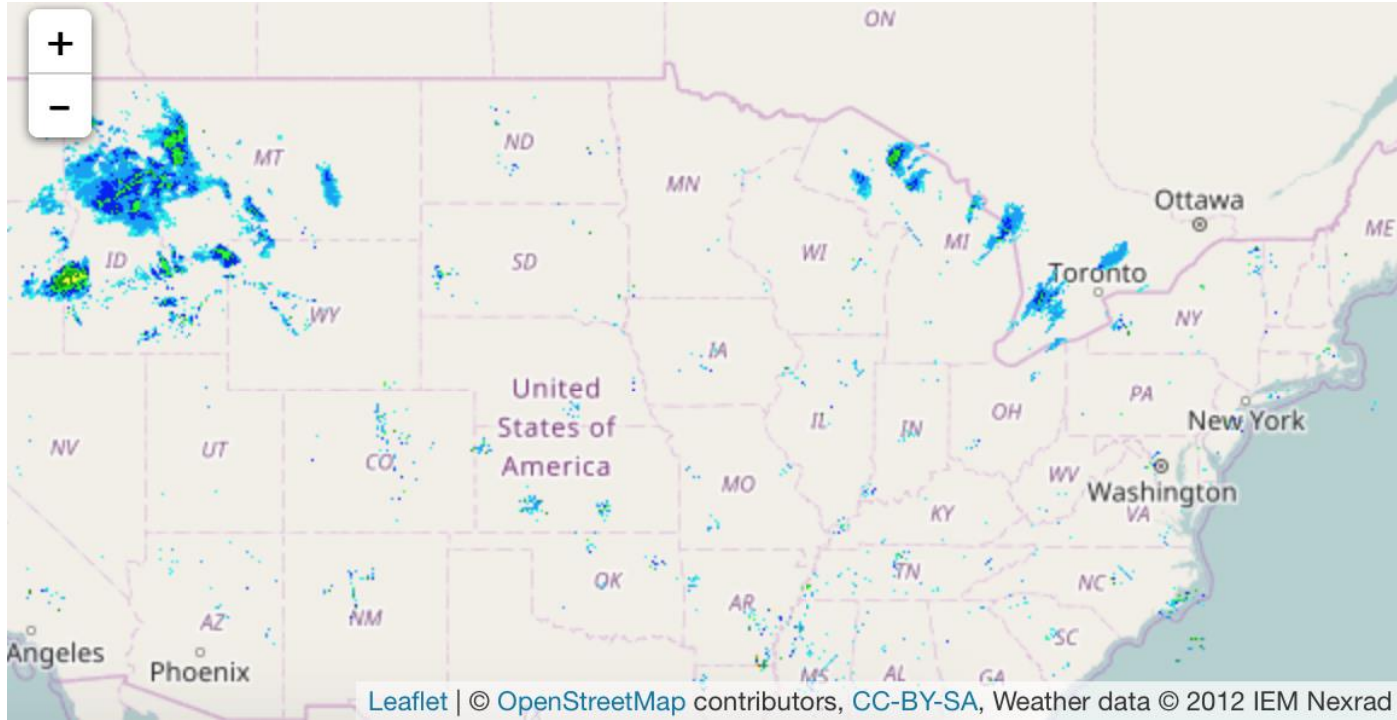 +
−
ON
MT
ND
MN
Ottawa
ME
ID
SD
WI
MI
Toronto
WY
NY
IA
United
States of
America
PA
NV
UT
CO
IL
IN
OH
New York
MO
WV
Washington
KY
VA
OK
TN
NC
AZ
NM
AR
SC
Angeles
Phoenix
MS
AL
GA
Leaflet | © OpenStreetMap contributors, CC-BY-SA, Weather data © 2012 IEM Nexrad